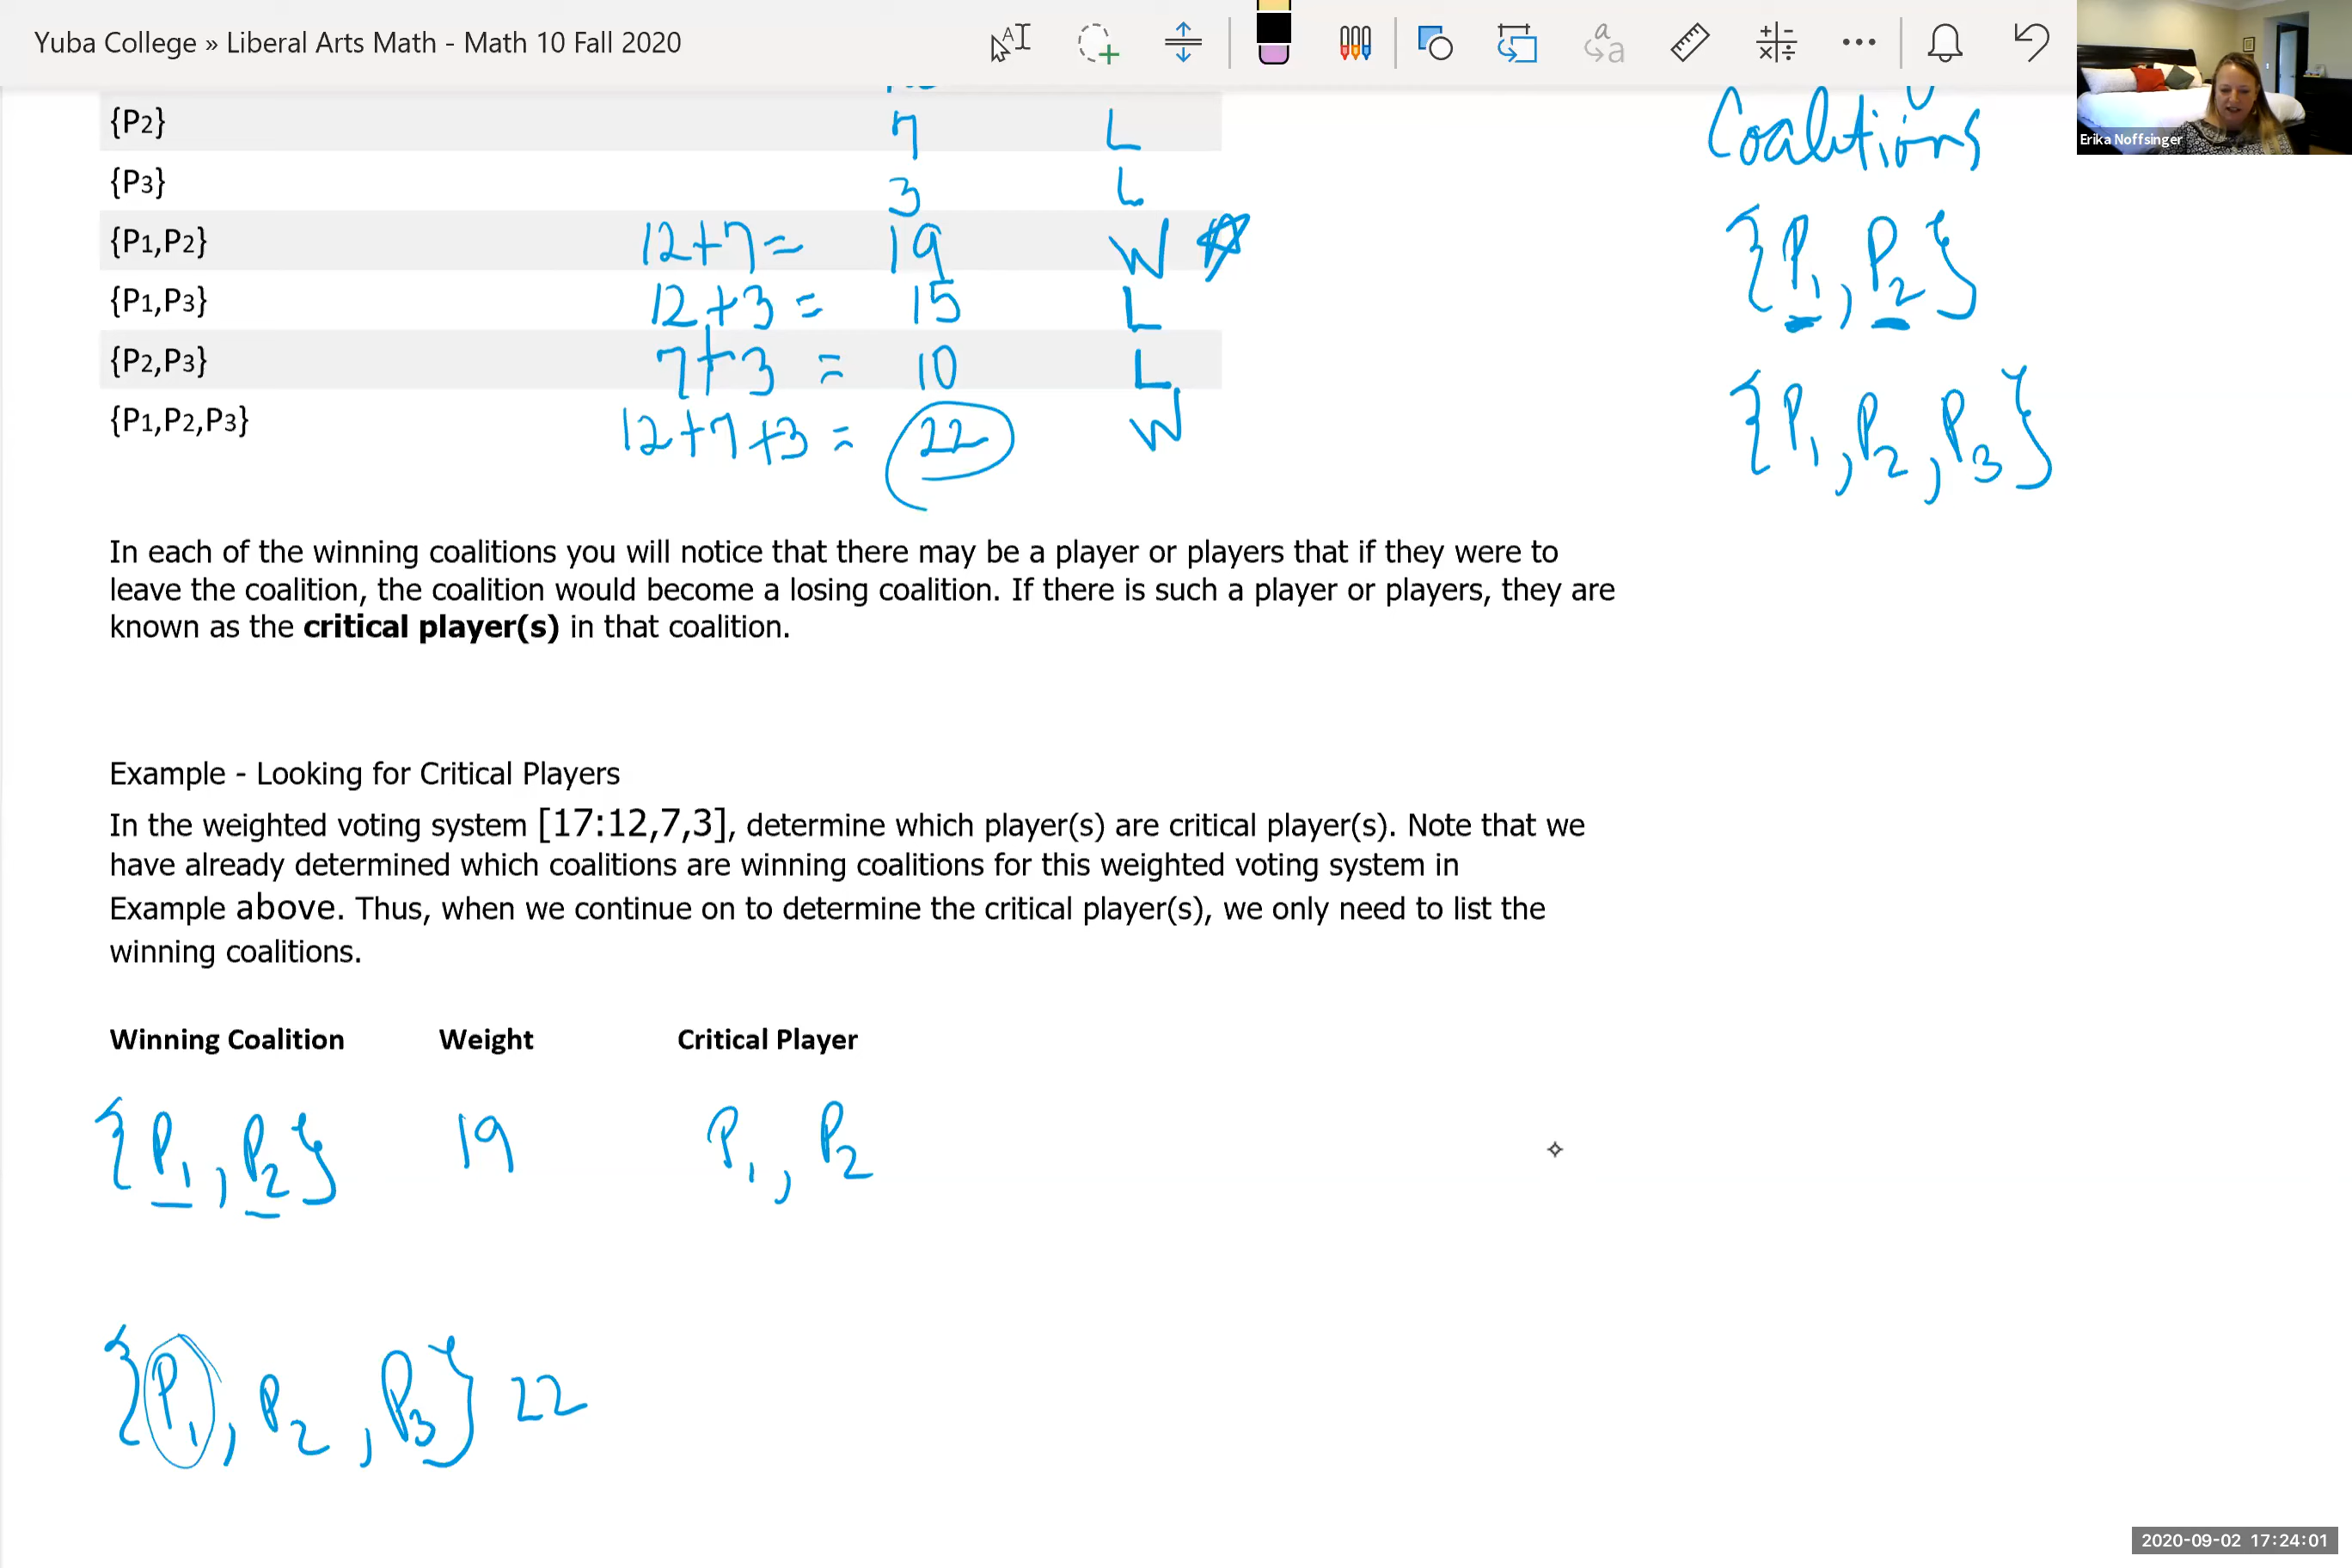 Yuba College » Liberal Arts Math - Math 10 Fall 2020
Erika Noffsinger
{P2} 7 L
{P3} 3 L
{P1,P2} 12+7= 19 W
{P1,P3} 12+3= 15 L
{P2,P3} 7+3 = 10 L
{P1,P2,P3} 12+7+3= 22 W
Coalitions
{P1, P2}
{P1, P2, P3}
In each of the winning coalitions you will notice that there may be a player or players that if they were to
leave the coalition, the coalition would become a losing coalition. If there is such a player or players, they are
known as the critical player(s) in that coalition.
Example - Looking for Critical Players
In the weighted voting system [17:12,7,3], determine which player(s) are critical player(s). Note that we
have already determined which coalitions are winning coalitions for this weighted voting system in
Example above. Thus, when we continue on to determine the critical player(s), we only need to list the
winning coalitions.
Winning Coalition Weight Critical Player
{P1, P2} 19 P1, P2
{P1, P2, P3} 22
2020-09-02 17:24:01